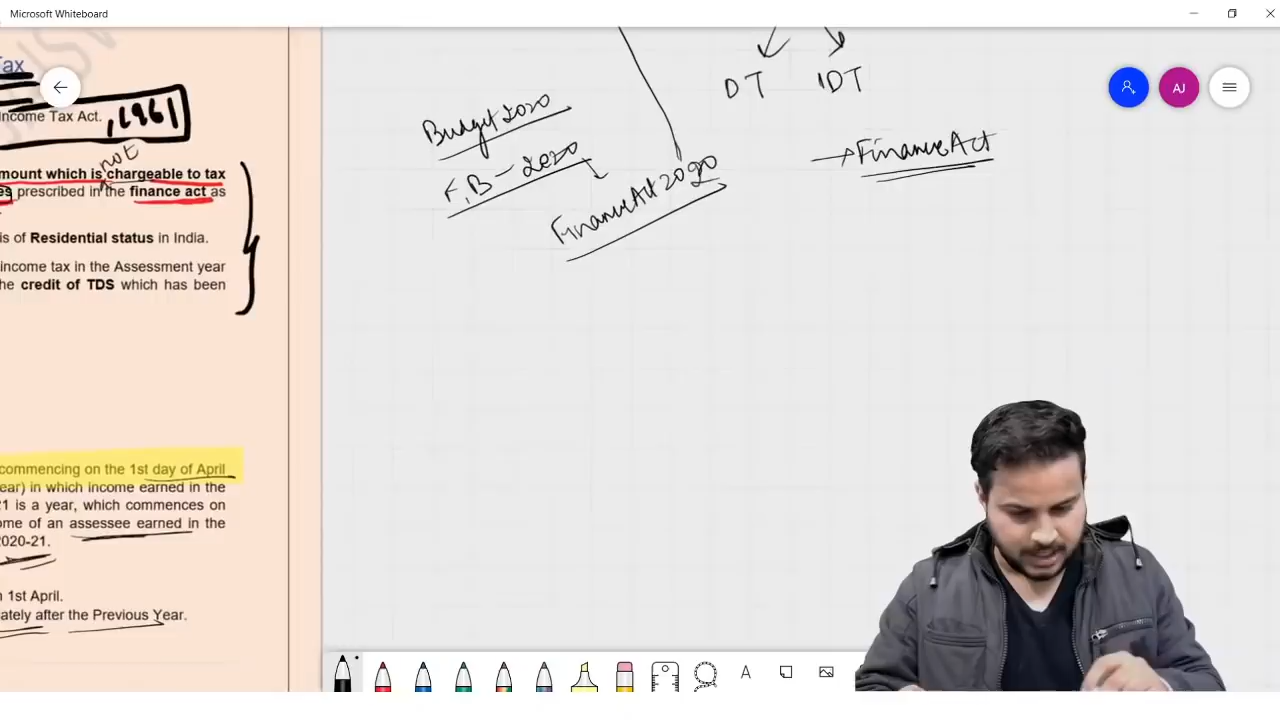 Microsoft Whiteboard
Tax
Income Tax Act.
, 1961
not
mount which is chargeable to tax
es prescribed in the finance act as
is of Residential status in India.
income tax in the Assessment year
he credit of TDS which has been
commencing on the 1st day of April
ear) in which income earned in the
21 is a year, which commences on
ome of an assessee earned in the
2020-21.
n 1st April.
ately after the Previous Year.
DT IDT
Budget 2020
F.B - 2020
Finance Act 2020
Finance Act
AJ
A